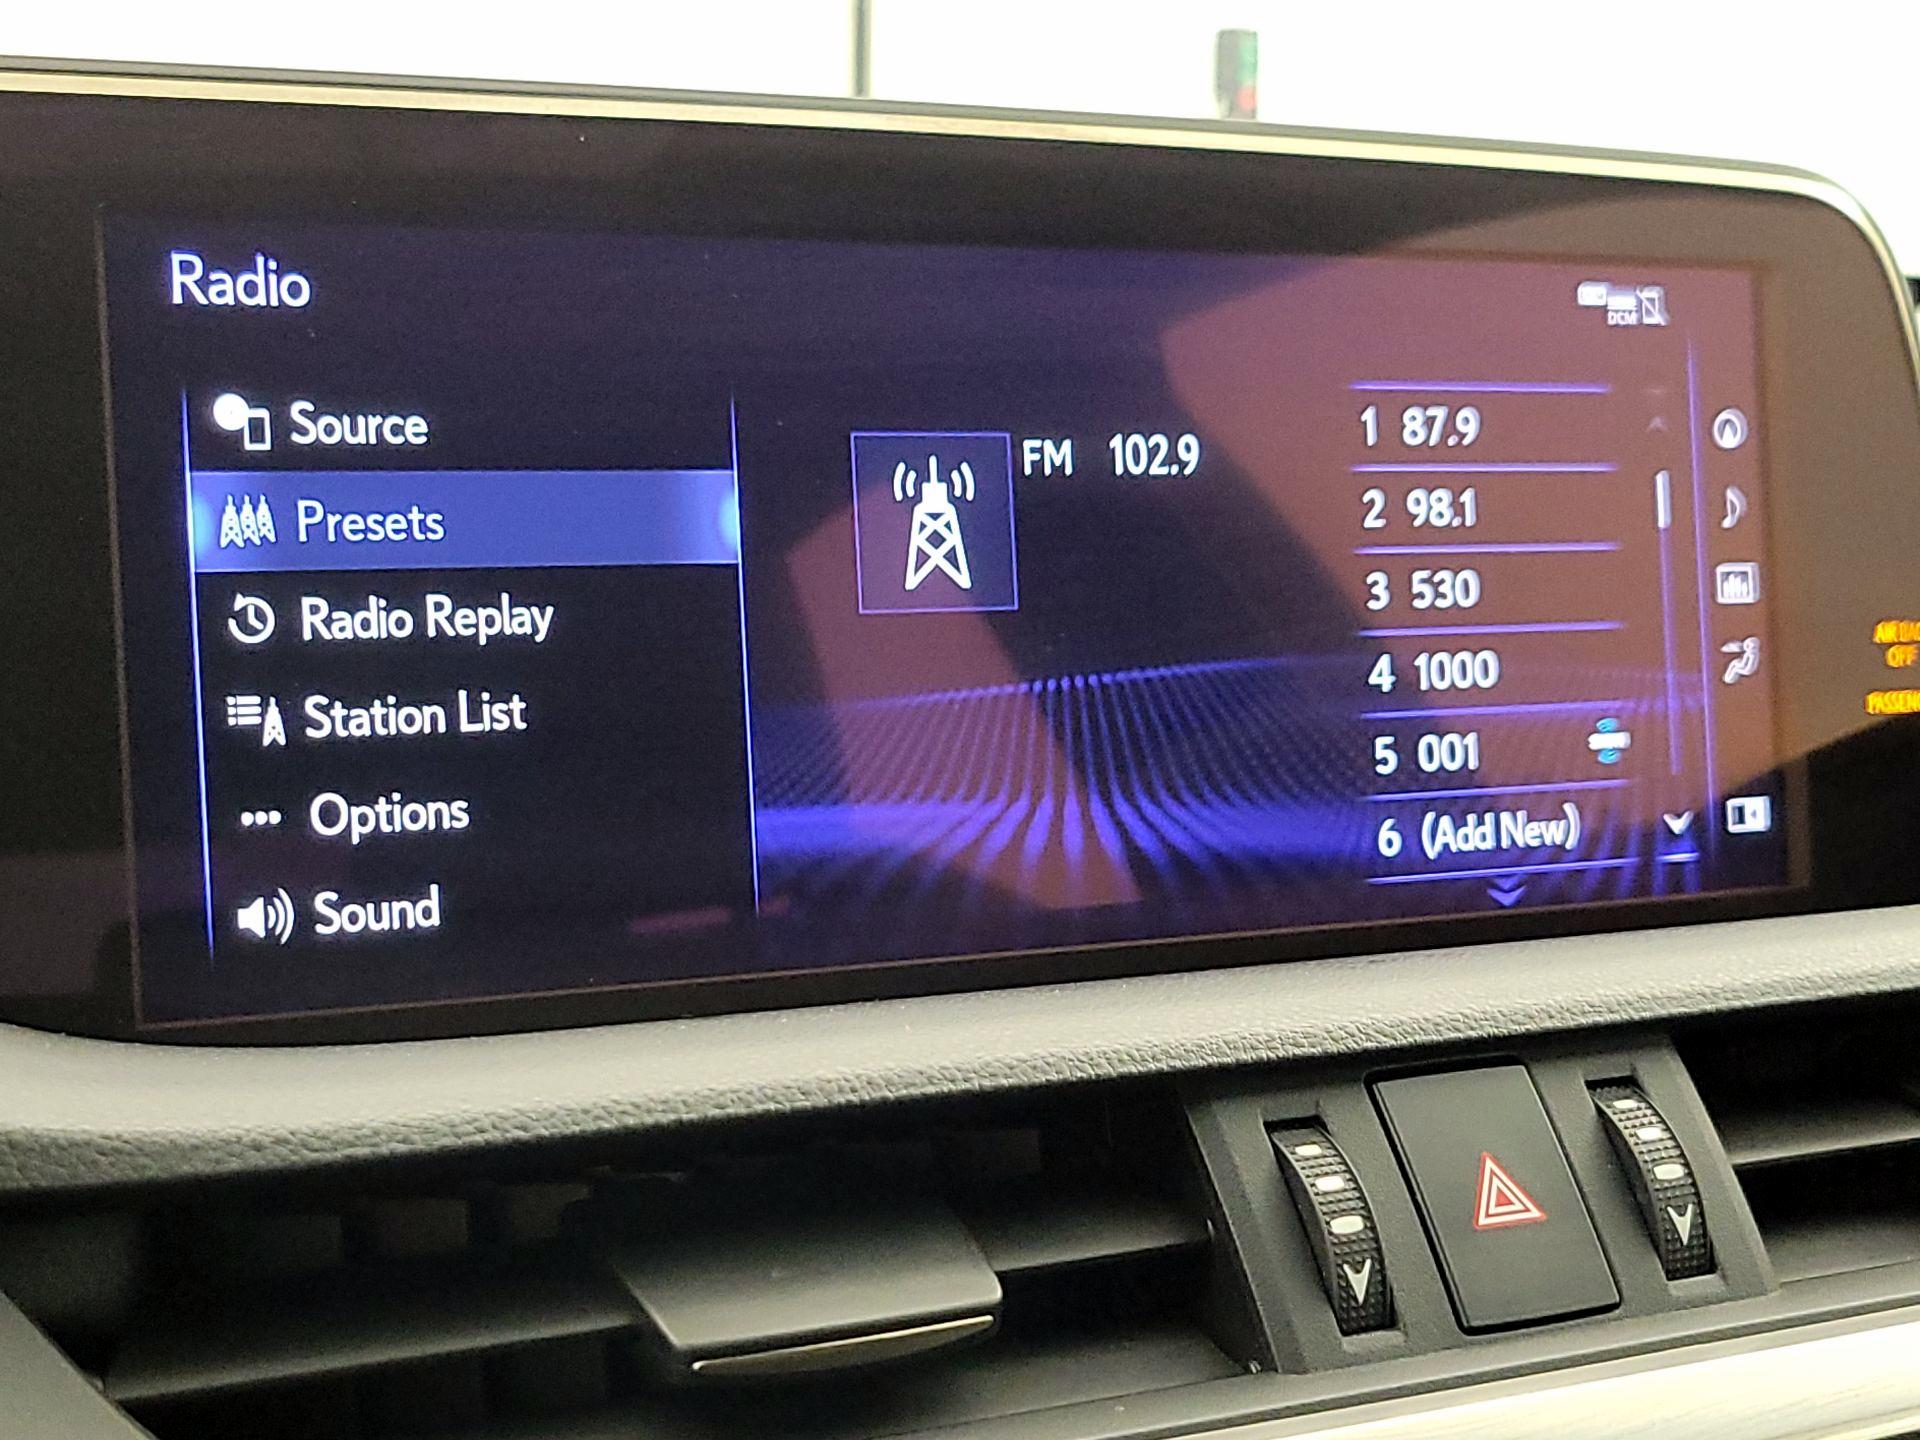 Radio
DCM
Source
Presets
Radio Replay
Station List
Options
Sound
FM 102.9
1 87.9
2 98.1
3 530
4 1000
5 001
6 (Add New)
OFF